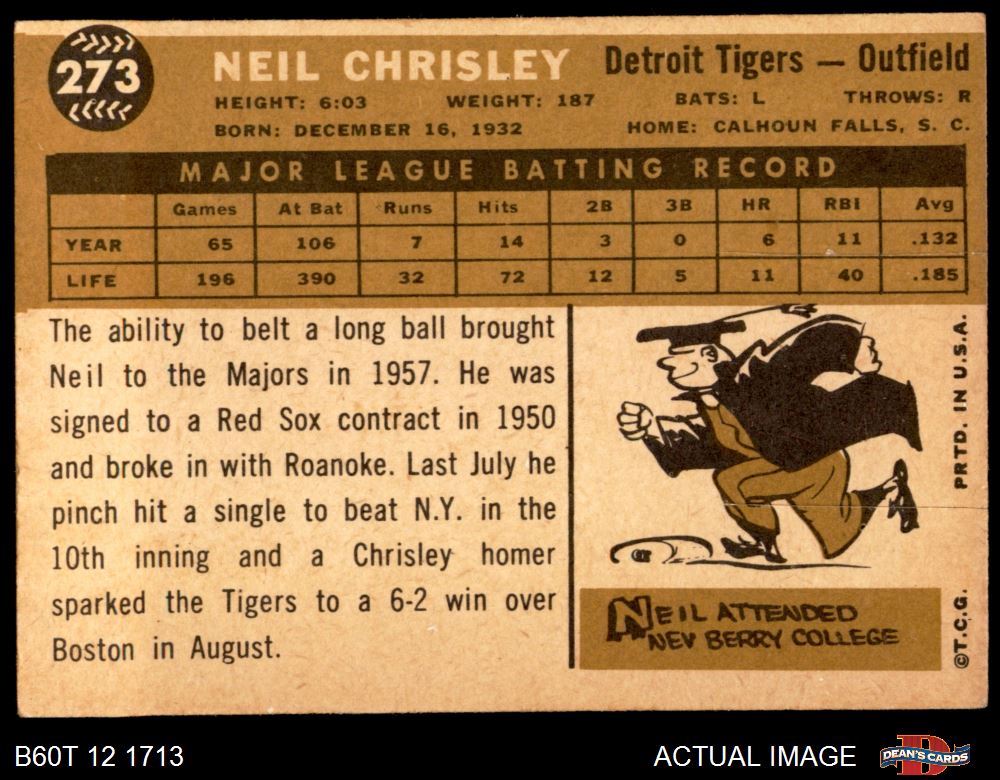 273
NEIL CHRISLEY Detroit Tigers — Outfield
HEIGHT: 6:03 WEIGHT: 187 BATS: L THROWS: R
BORN: DECEMBER 16, 1932 HOME: CALHOUN FALLS, S. C.
MAJOR LEAGUE BATTING RECORD
Games At Bat Runs Hits 2B 3B HR RBI Avg
YEAR 65 106 7 14 3 0 6 11 .132
LIFE 196 390 32 72 12 5 11 40 .185
The ability to belt a long ball brought
Neil to the Majors in 1957. He was
signed to a Red Sox contract in 1950
and broke in with Roanoke. Last July he
pinch hit a single to beat N.Y. in the
10th inning and a Chrisley homer
sparked the Tigers to a 6-2 win over
Boston in August.
NEIL ATTENDED
NEW BERRY COLLEGE
PRTD. IN U.S.A.
©T.C.G.
B60T 12 1713
ACTUAL IMAGE
DEAN'S CARDS